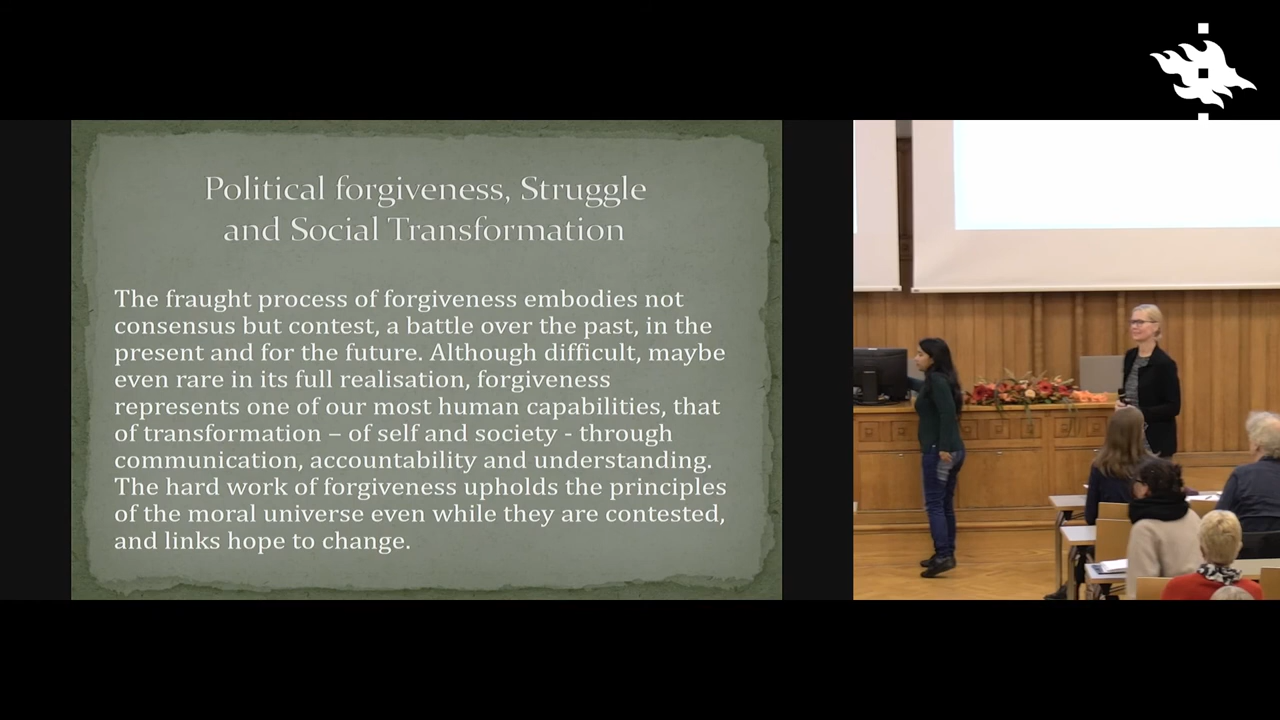 Political forgiveness, Struggle
and Social Transformation
The fraught process of forgiveness embodies not
consensus but contest, a battle over the past, in the
present and for the future. Although difficult, maybe
even rare in its full realisation, forgiveness
represents one of our most human capabilities, that
of transformation – of self and society - through
communication, accountability and understanding.
The hard work of forgiveness upholds the principles
of the moral universe even while they are contested,
and links hope to change.